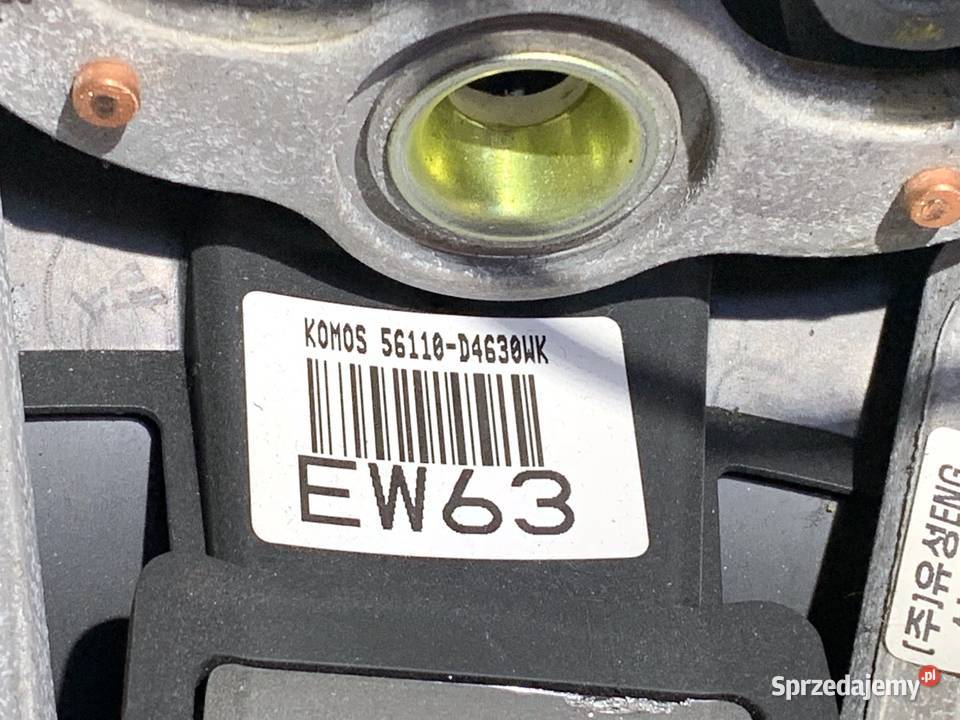 KOMOS 56110-D4630WK
EW63
[주]유성ENG
Sprzedajemy.pl